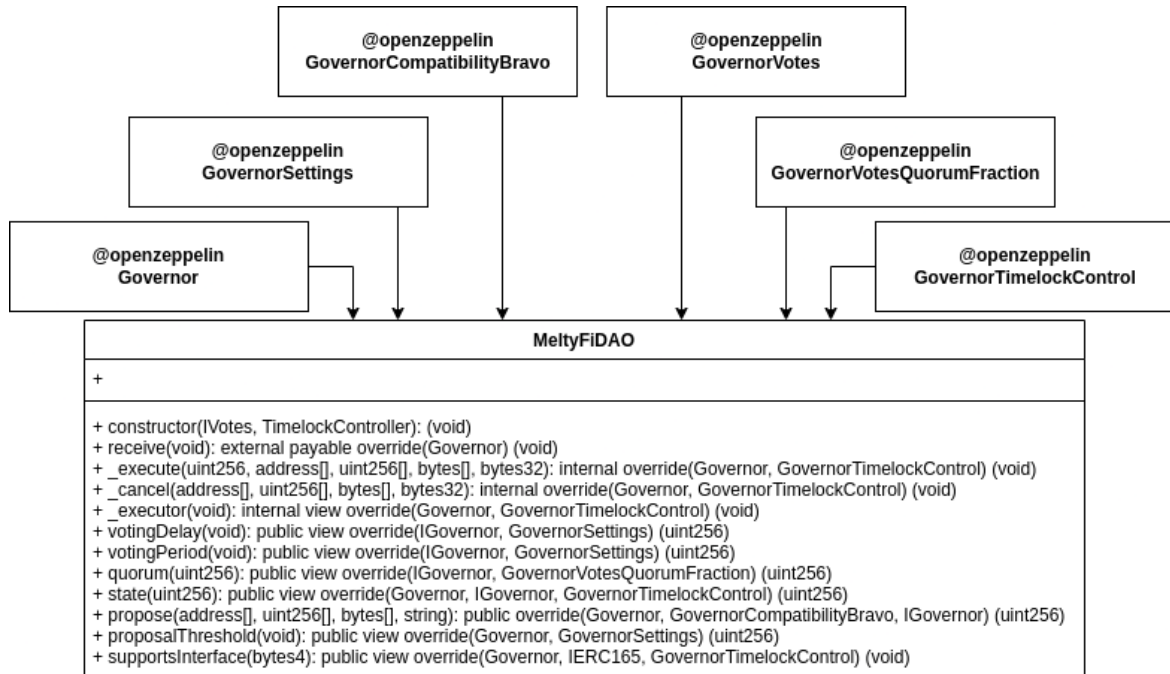 @openzeppelin
GovernorCompatibilityBravo
@openzeppelin
GovernorVotes
@openzeppelin
GovernorSettings
@openzeppelin
GovernorVotesQuorumFraction
@openzeppelin
Governor
@openzeppelin
GovernorTimelockControl
MeltyFiDAO
+
+ constructor(IVotes, TimelockController): (void)
+ receive(void): external payable override(Governor) (void)
+ _execute(uint256, address[], uint256[], bytes[], bytes32): internal override(Governor, GovernorTimelockControl) (void)
+ _cancel(address[], uint256[], bytes[], bytes32): internal override(Governor, GovernorTimelockControl) (void)
+ _executor(void): internal view override(Governor, GovernorTimelockControl) (void)
+ votingDelay(void): public view override(IGovernor, GovernorSettings) (uint256)
+ votingPeriod(void): public view override(IGovernor, GovernorSettings) (uint256)
+ quorum(uint256): public view override(IGovernor, GovernorVotesQuorumFraction) (uint256)
+ state(uint256): public view override(Governor, IGovernor, GovernorTimelockControl) (uint256)
+ propose(address[], uint256[], bytes[], string): public override(Governor, GovernorCompatibilityBravo, IGovernor) (uint256)
+ proposalThreshold(void): public view override(Governor, GovernorSettings) (uint256)
+ supportsInterface(bytes4): public view override(Governor, IERC165, GovernorTimelockControl) (void)